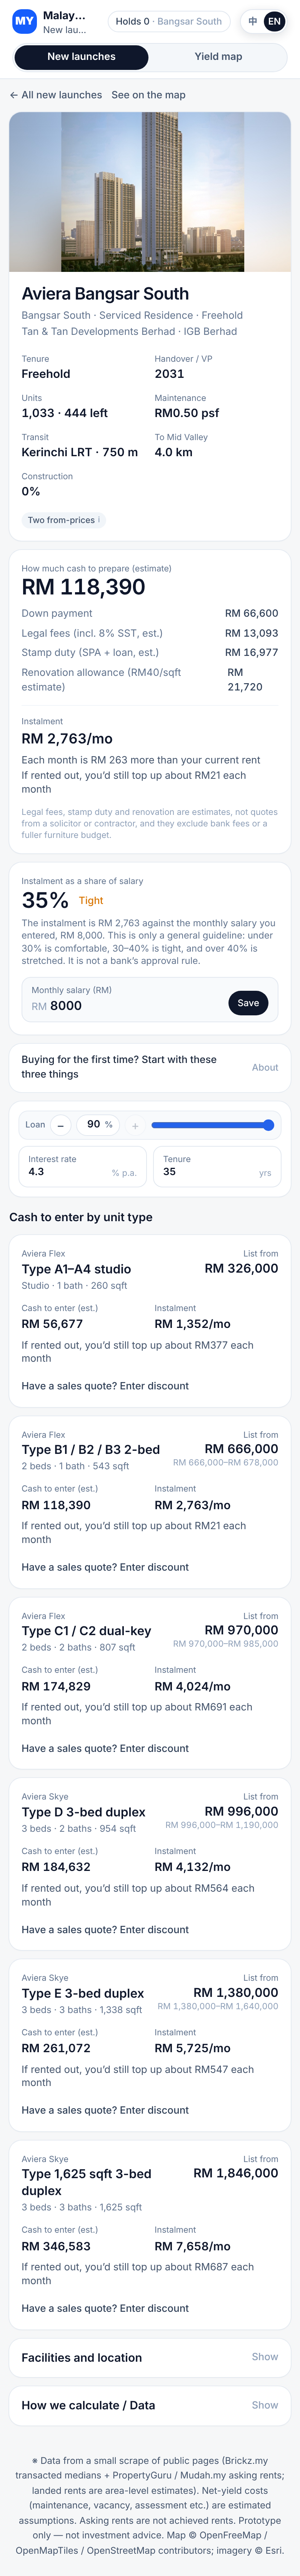 MY
Malay...
New lau...
Holds 0 · Bangsar South
中
EN
New launches
Yield map
← All new launches
See on the map
Aviera Bangsar South
Bangsar South · Serviced Residence · Freehold
Tan & Tan Developments Berhad · IGB Berhad
Tenure
Handover / VP
Freehold
2031
Units
Maintenance
1,033 · 444 left
RM0.50 psf
Transit
To Mid Valley
Kerinchi LRT · 750 m
4.0 km
Construction
0%
Two from-prices i
How much cash to prepare (estimate)
RM 118,390
Down payment
RM 66,600
Legal fees (incl. 8% SST, est.)
RM 13,093
Stamp duty (SPA + loan, est.)
RM 16,977
Renovation allowance (RM40/sqft
estimate)
RM
21,720
Instalment
RM 2,763/mo
Each month is RM 263 more than your current rent
If rented out, you’d still top up about RM21 each
month
Legal fees, stamp duty and renovation are estimates, not quotes
from a solicitor or contractor, and they exclude bank fees or a
fuller furniture budget.
Instalment as a share of salary
35% Tight
The instalment is RM 2,763 against the monthly salary you
entered, RM 8,000. This is only a general guideline: under
30% is comfortable, 30–40% is tight, and over 40% is
stretched. It is not a bank’s approval rule.
Monthly salary (RM)
RM 8000
Save
Buying for the first time? Start with these
three things
About
Loan
−
90 %
+
Interest rate
4.3
% p.a.
Tenure
35
yrs
Cash to enter by unit type
Aviera Flex
List from
Type A1–A4 studio
RM 326,000
Studio · 1 bath · 260 sqft
Cash to enter (est.)
Instalment
RM 56,677
RM 1,352/mo
If rented out, you’d still top up about RM377 each
month
Have a sales quote? Enter discount
Aviera Flex
List from
Type B1 / B2 / B3 2-bed
RM 666,000
2 beds · 1 bath · 543 sqft
RM 666,000–RM 678,000
Cash to enter (est.)
Instalment
RM 118,390
RM 2,763/mo
If rented out, you’d still top up about RM21 each
month
Have a sales quote? Enter discount
Aviera Flex
List from
Type C1 / C2 dual-key
RM 970,000
2 beds · 2 baths · 807 sqft
RM 970,000–RM 985,000
Cash to enter (est.)
Instalment
RM 174,829
RM 4,024/mo
If rented out, you’d still top up about RM691 each
month
Have a sales quote? Enter discount
Aviera Skye
List from
Type D 3-bed duplex
RM 996,000
3 beds · 2 baths · 954 sqft
RM 996,000–RM 1,190,000
Cash to enter (est.)
Instalment
RM 184,632
RM 4,132/mo
If rented out, you’d still top up about RM564 each
month
Have a sales quote? Enter discount
Aviera Skye
List from
Type E 3-bed duplex
RM 1,380,000
3 beds · 3 baths · 1,338 sqft
RM 1,380,000–RM 1,640,000
Cash to enter (est.)
Instalment
RM 261,072
RM 5,725/mo
If rented out, you’d still top up about RM547 each
month
Have a sales quote? Enter discount
Aviera Skye
List from
Type 1,625 sqft 3-bed
duplex
RM 1,846,000
3 beds · 3 baths · 1,625 sqft
Cash to enter (est.)
Instalment
RM 346,583
RM 7,658/mo
If rented out, you’d still top up about RM687 each
month
Have a sales quote? Enter discount
Facilities and location
Show
How we calculate / Data
Show
※ Data from a small scrape of public pages (Brickz.my
transacted medians + PropertyGuru / Mudah.my asking rents;
landed rents are area-level estimates). Net-yield costs
(maintenance, vacancy, assessment etc.) are estimated
assumptions. Asking rents are not achieved rents. Prototype
only — not investment advice. Map © OpenFreeMap /
OpenMapTiles / OpenStreetMap contributors; imagery © Esri.